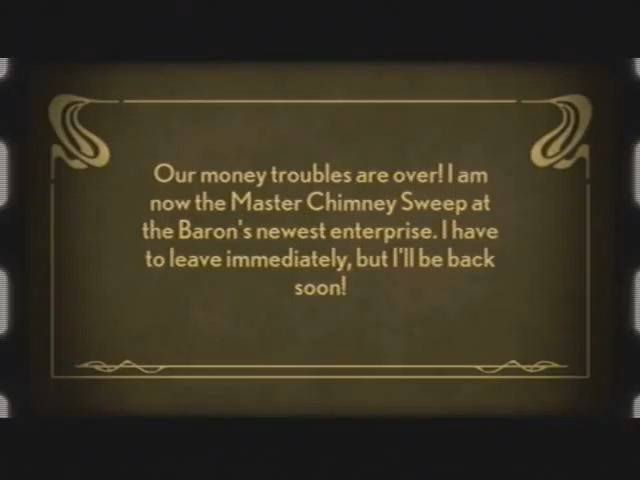 Our money troubles are over! I am
now the Master Chimney Sweep at
the Baron's newest enterprise. I have
to leave immediately, but I'll be back
soon!